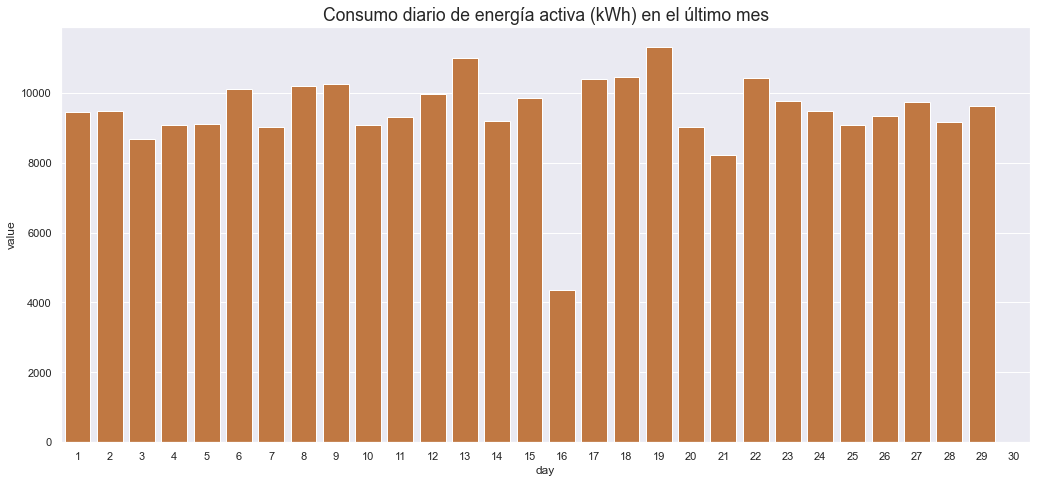 Consumo diario de energía activa (kWh) en el último mes
value
10000
8000
6000
4000
2000
0
1 2 3 4 5 6 7 8 9 10 11 12 13 14 15 16 17 18 19 20 21 22 23 24 25 26 27 28 29 30
day